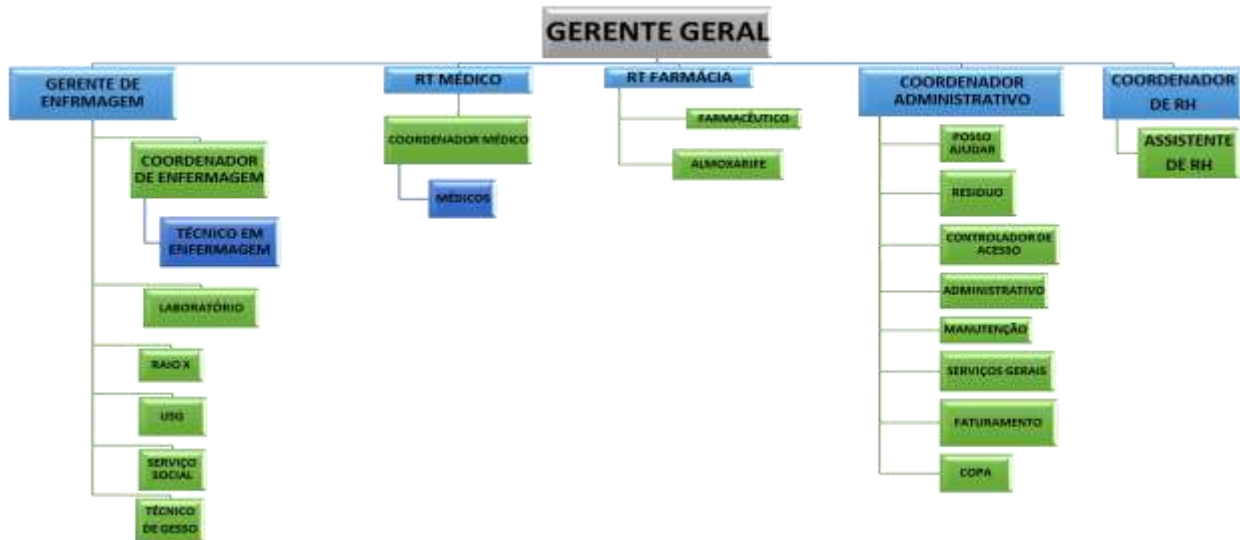 GERENTE GERAL
GERENTE DE
ENFRMAGEM
COORDENADOR
DE ENFERMAGEM
TÉCNICO EM
ENFERMAGEM
LABORATÓRIO
RAIO X
USG
SERVIÇO
SOCIAL
TÉCNICO
DE GESSO
RT MÉDICO
COORDENADOR MÉDICO
MÉDICOS
RT FARMÁCIA
FARMACÊUTICO
ALMOXARIFE
COORDENADOR
ADMINISTRATIVO
POSSO
AJUDAR
RESIDUO
CONTROLADOR DE
ACESSO
ADMINISTRATIVO
MANUTENÇÃO
SERVIÇOS GERAIS
FATURAMENTO
COPA
COORDENADOR
DE RH
ASSISTENTE
DE RH